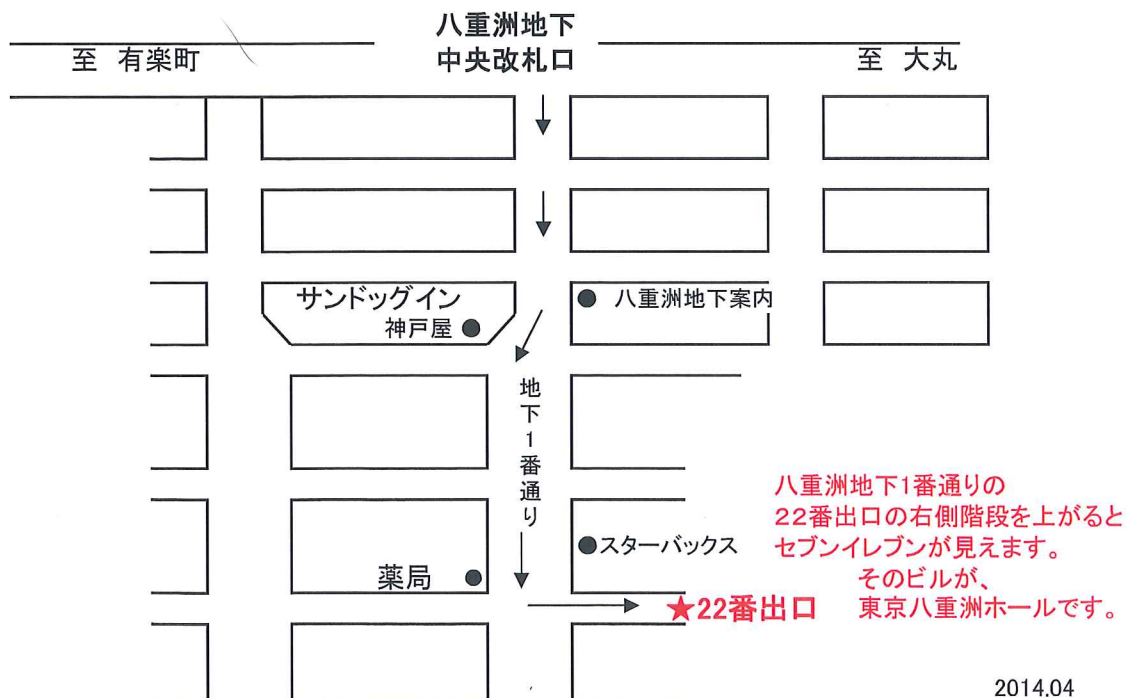 八重洲地下
中央改札口
至 有楽町
至 大丸
サンドッグイン
神戸屋
八重洲地下案内
地下1番通り
スターバックス
薬局
★22番出口
八重洲地下1番通りの
22番出口の右側階段を上がると
セブンイレブンが見えます。
そのビルが、
東京八重洲ホールです。
2014.04